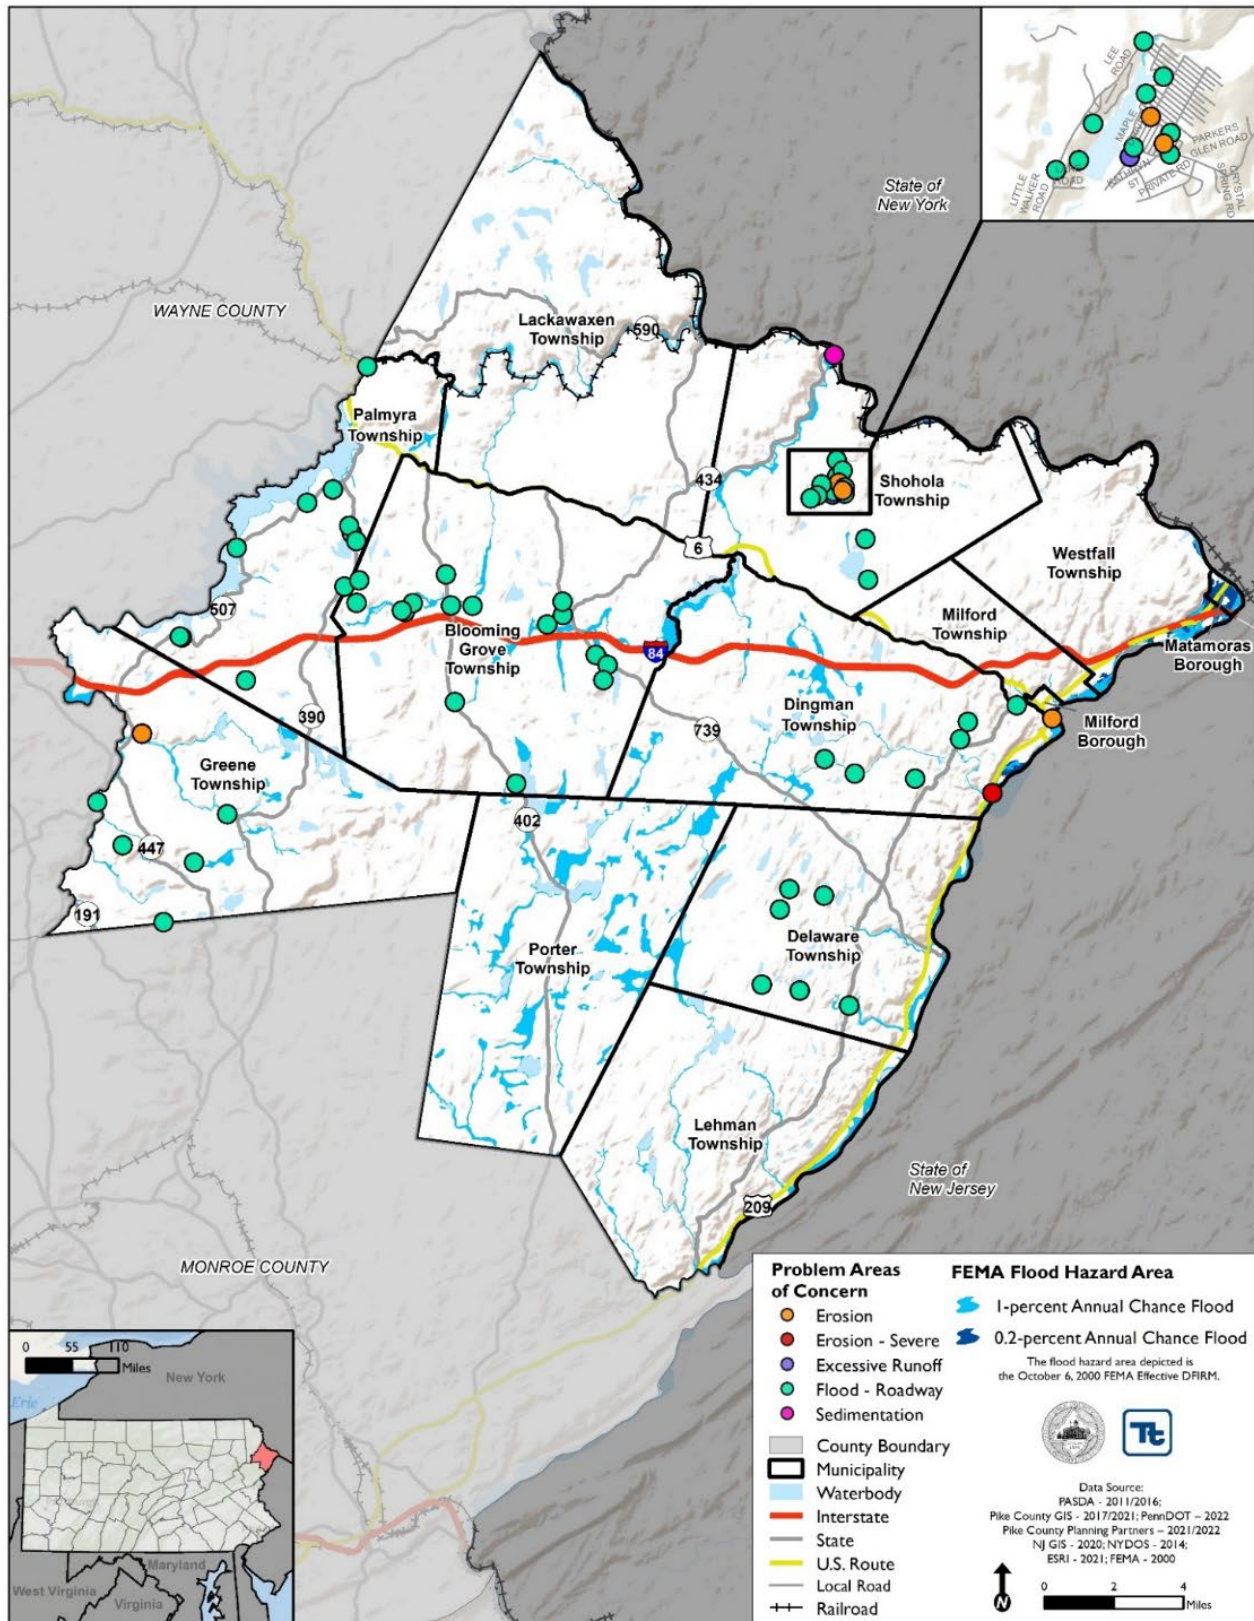 LEE
ROAD
MAPLE
PARKERS
GLEN ROAD
KATHLYN
ST
PRIVATE RD
CRYSTAL
SPRING RD
LITTLE
WALKER
ROAD
ROAD
State of
New York
WAYNE COUNTY
Lackawaxen
Township
590
Palmyra
Township
434
Shohola
Township
6
Westfall
Township
507
Milford
Township
Blooming
Grove
Township
84
Matamoras
Borough
390
Dingman
Township
739
Milford
Borough
Greene
Township
402
447
191
Porter
Township
Delaware
Township
Lehman
Township
State of
New Jersey
209
MONROE COUNTY
0 55 110
Miles
New York
Erie
Maryland
West Virginia
Virginia
Problem Areas
of Concern
Erosion
Erosion - Severe
Excessive Runoff
Flood - Roadway
Sedimentation
County Boundary
Municipality
Waterbody
Interstate
State
U.S. Route
Local Road
Railroad
FEMA Flood Hazard Area
1-percent Annual Chance Flood
0.2-percent Annual Chance Flood
The flood hazard area depicted is
the October 6, 2000 FEMA Effective DFIRM.
Tt
Data Source:
PASDA - 2011/2016;
Pike County GIS - 2017/2021; PennDOT – 2022
Pike County Planning Partners – 2021/2022
NJ GIS - 2020; NYDOS - 2014;
ESRI - 2021; FEMA - 2000
N
0 2 4
Miles